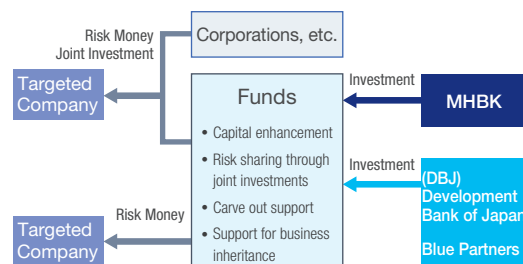 Risk Money
Joint Investment
Corporations, etc.
Targeted
Company
Funds
• Capital enhancement
• Risk sharing through
joint investments
• Carve out support
• Support for business
inheritance
Investment
MHBK
Investment
(DBJ)
Development
Bank of Japan
Blue Partners
Risk Money
Targeted
Company